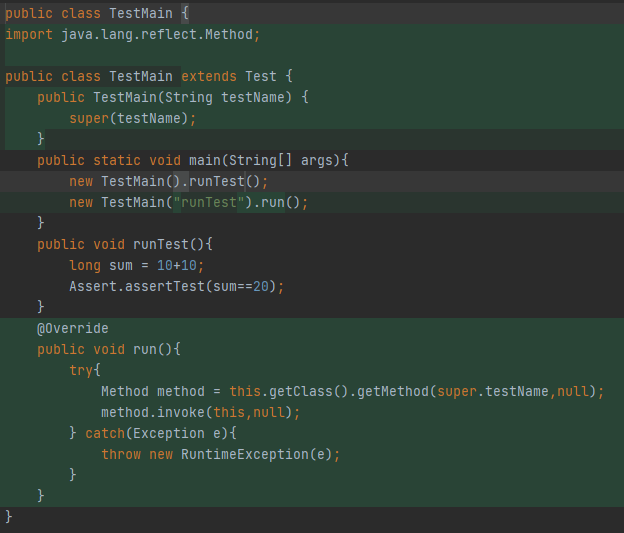 public class TestMain {
import java.lang.reflect.Method;
public class TestMain extends Test {
    public TestMain(String testName) {
        super(testName);
    }
    public static void main(String[] args){
        new TestMain().runTest();
        new TestMain("runTest").run();
    }
    public void runTest(){
        long sum = 10+10;
        Assert.assertTest(sum==20);
    }
    @Override
    public void run(){
        try{
            Method method = this.getClass().getMethod(super.testName,null);
            method.invoke(this,null);
        } catch(Exception e){
            throw new RuntimeException(e);
        }
    }
}